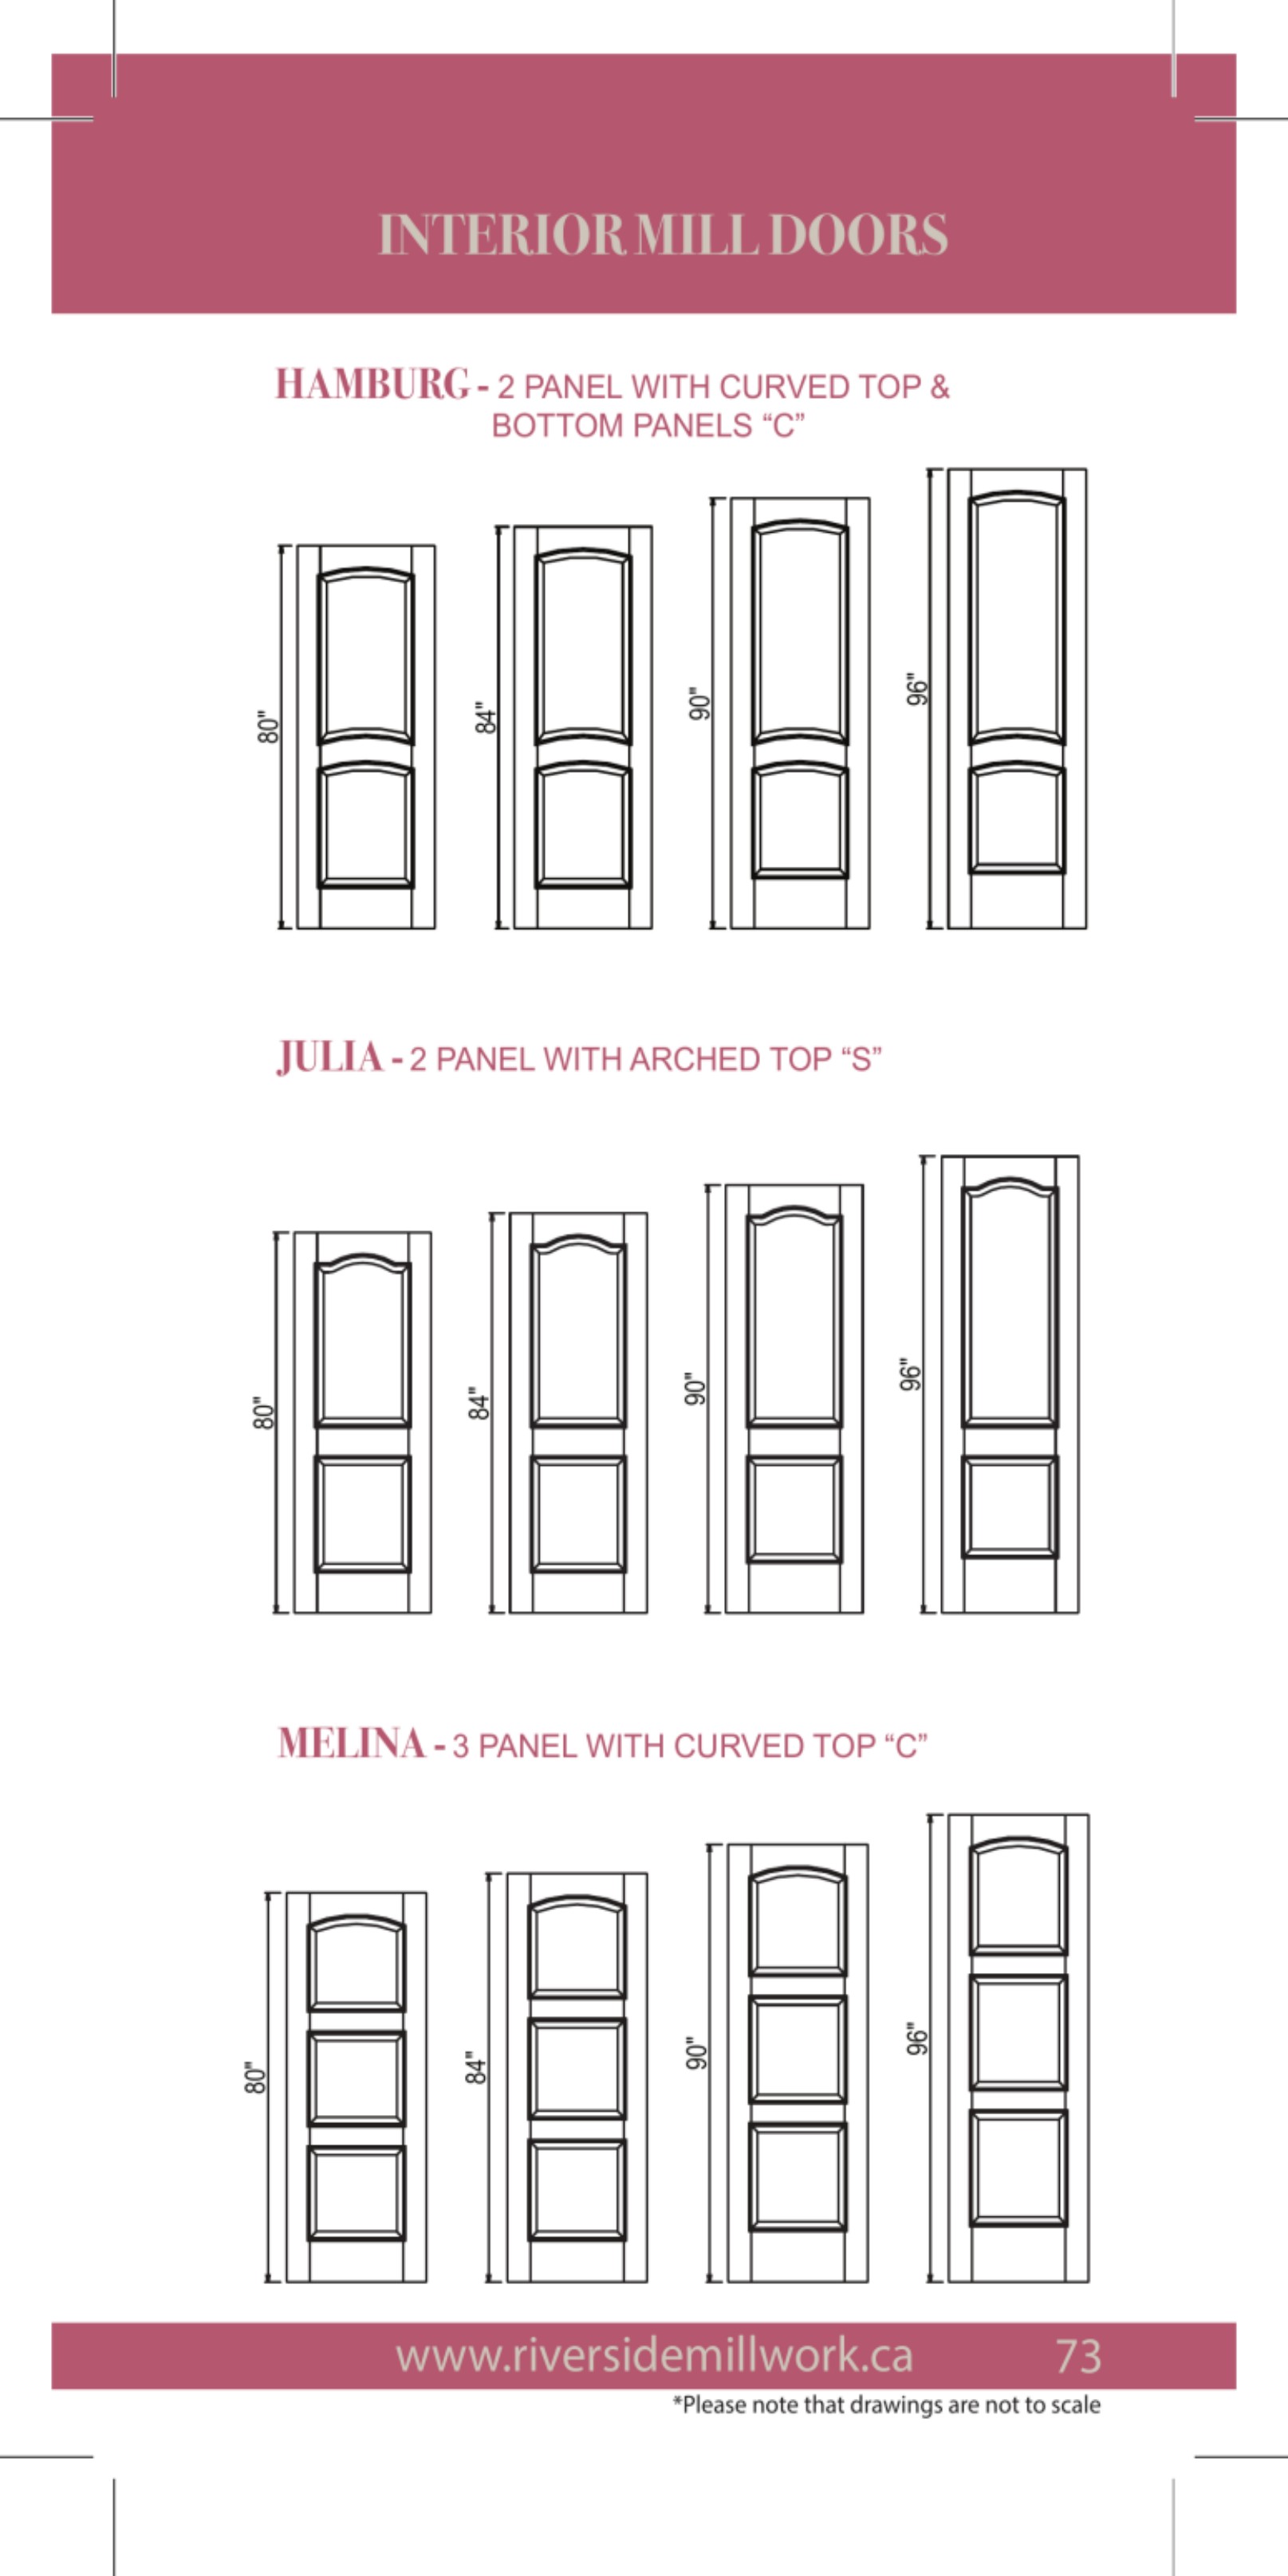 INTERIOR MILL DOORS
HAMBURG - 2 PANEL WITH CURVED TOP &
BOTTOM PANELS “C”
80"
84"
90"
96"
JULIA - 2 PANEL WITH ARCHED TOP “S”
80"
84"
90"
96"
MELINA - 3 PANEL WITH CURVED TOP “C”
80"
84"
90"
96"
www.riversidemillwork.ca 73
*Please note that drawings are not to scale